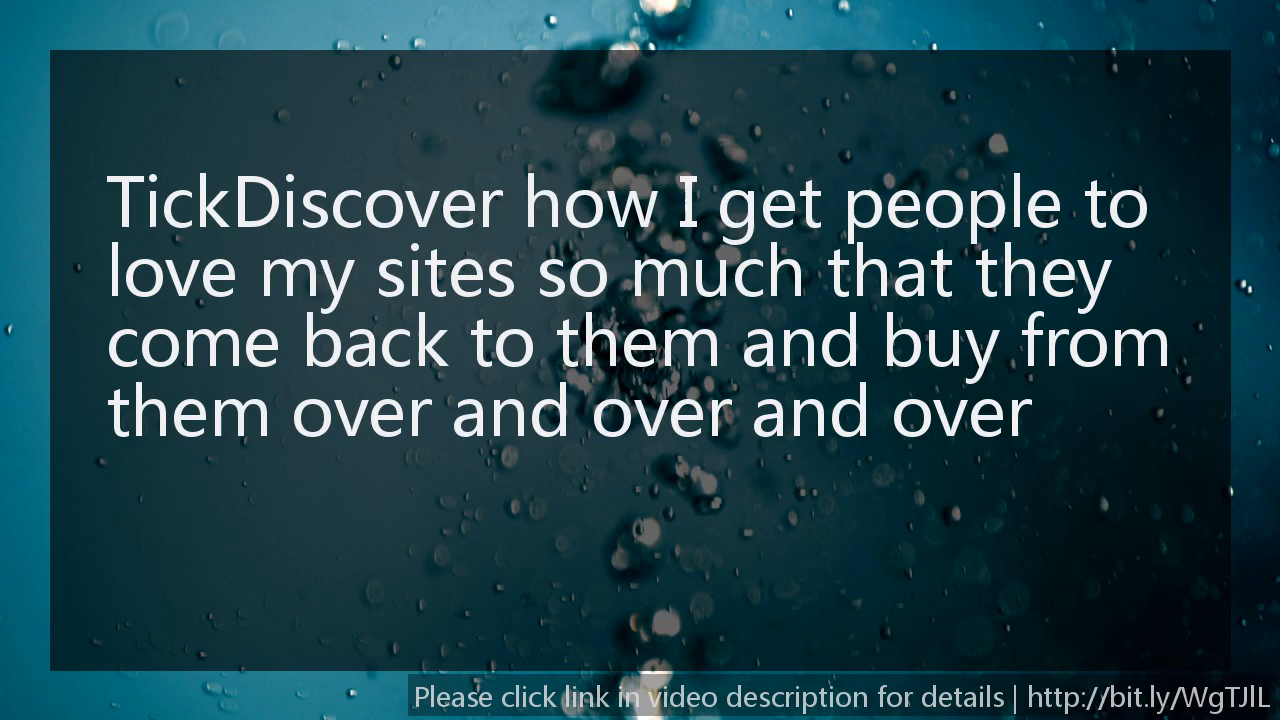 TickDiscover how I get people to
love my sites so much that they
come back to them and buy from
them over and over and over
Please click link in video description for details | http://bit.ly/WgTJlL